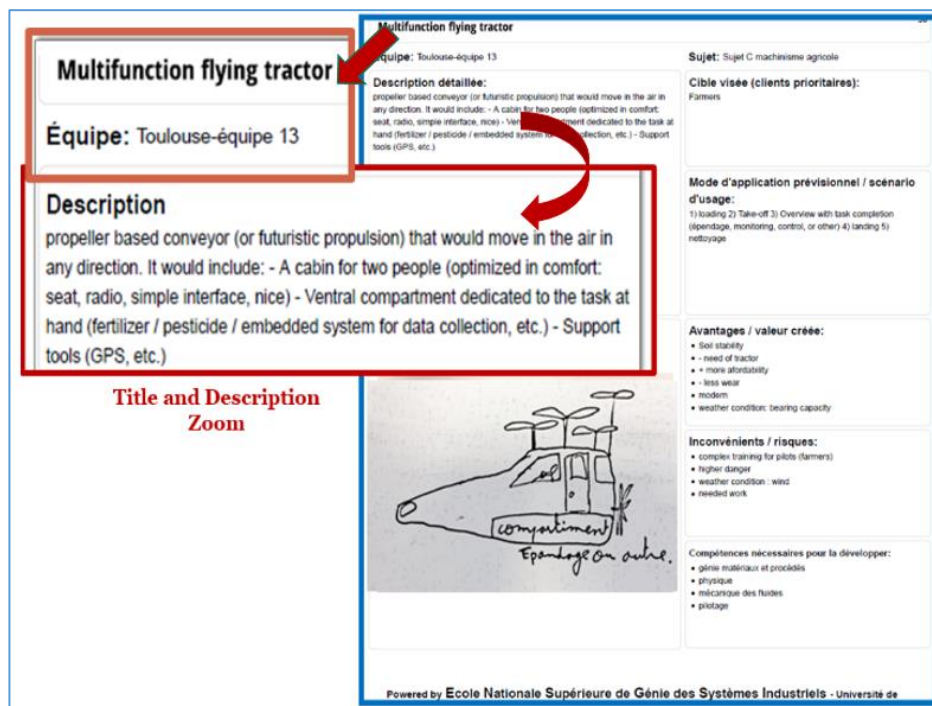 Multifunction flying tractor
Équipe: Toulouse-équipe 13
Description
propeller based conveyor (or futuristic propulsion) that would move in the air in
any direction. It would include: - A cabin for two people (optimized in comfort:
seat, radio, simple interface, nice) - Ventral compartment dedicated to the task at
hand (fertilizer / pesticide / embedded system for data collection, etc.) - Support
tools (GPS, etc.)
Title and Description
Zoom
Multifunction flying tractor
Équipe: Toulouse-équipe 13
Description détaillée:
propeller based conveyor (or futuristic propulsion) that would move in the air in
any direction. It would include: - A cabin for two people (optimized in comfort:
seat, radio, simple interface, nice) - Ventral compartment dedicated to the task at
hand (fertilizer / pesticide / embedded system for collection, etc.) - Support
tools (GPS, etc.)
compartiment
Epandage ou autre.
Sujet: Sujet C machinisme agricole
Cible visée (clients prioritaires):
Farmers
Mode d'application prévisionnel / scénario
d'usage:
1) loading 2) Take-off 3) Overview with task completion
(épendage, monitoring, control, or other) 4) landing 5)
nettoyage
Avantages / valeur créée:
• Soil stability
• - need of tractor
• + more afordability
• - less wear
• modern
• weather condition: bearing capacity
Inconvénients / risques:
• complex training for pilots (farmers)
• higher danger
• weather condition : wind
• needed work
Compétences nécessaires pour la développer:
• génie matériaux et procédés
• physique
• mécanique des fluides
• pilotage
Powered by Ecole Nationale Supérieure de Génie des Systèmes Industriels - Université de